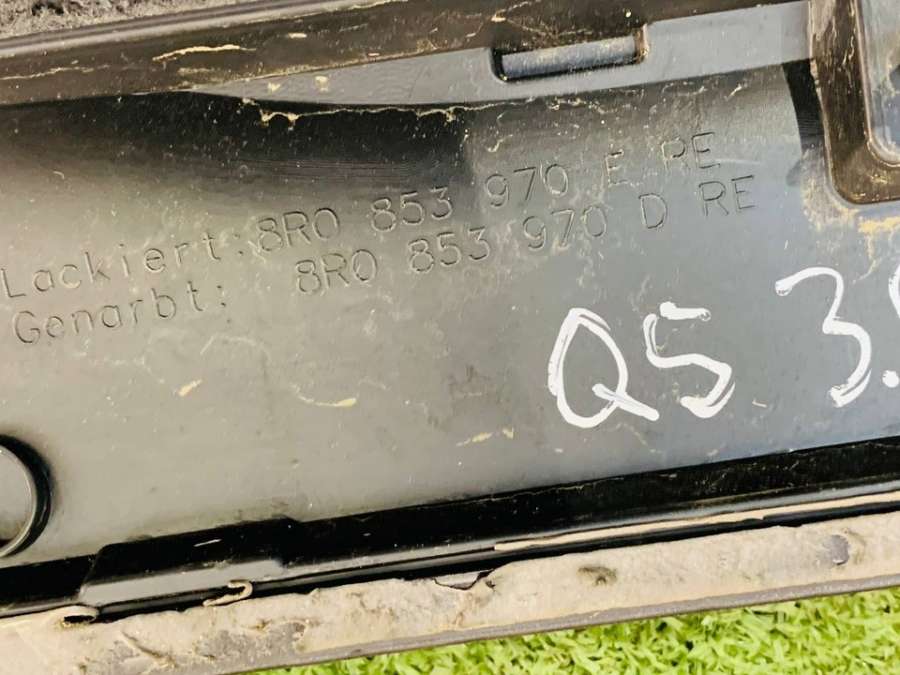 Lackiert: 8R0 853 970 E RE
Genarbt: 8R0 853 970 D RE
Q5 3.